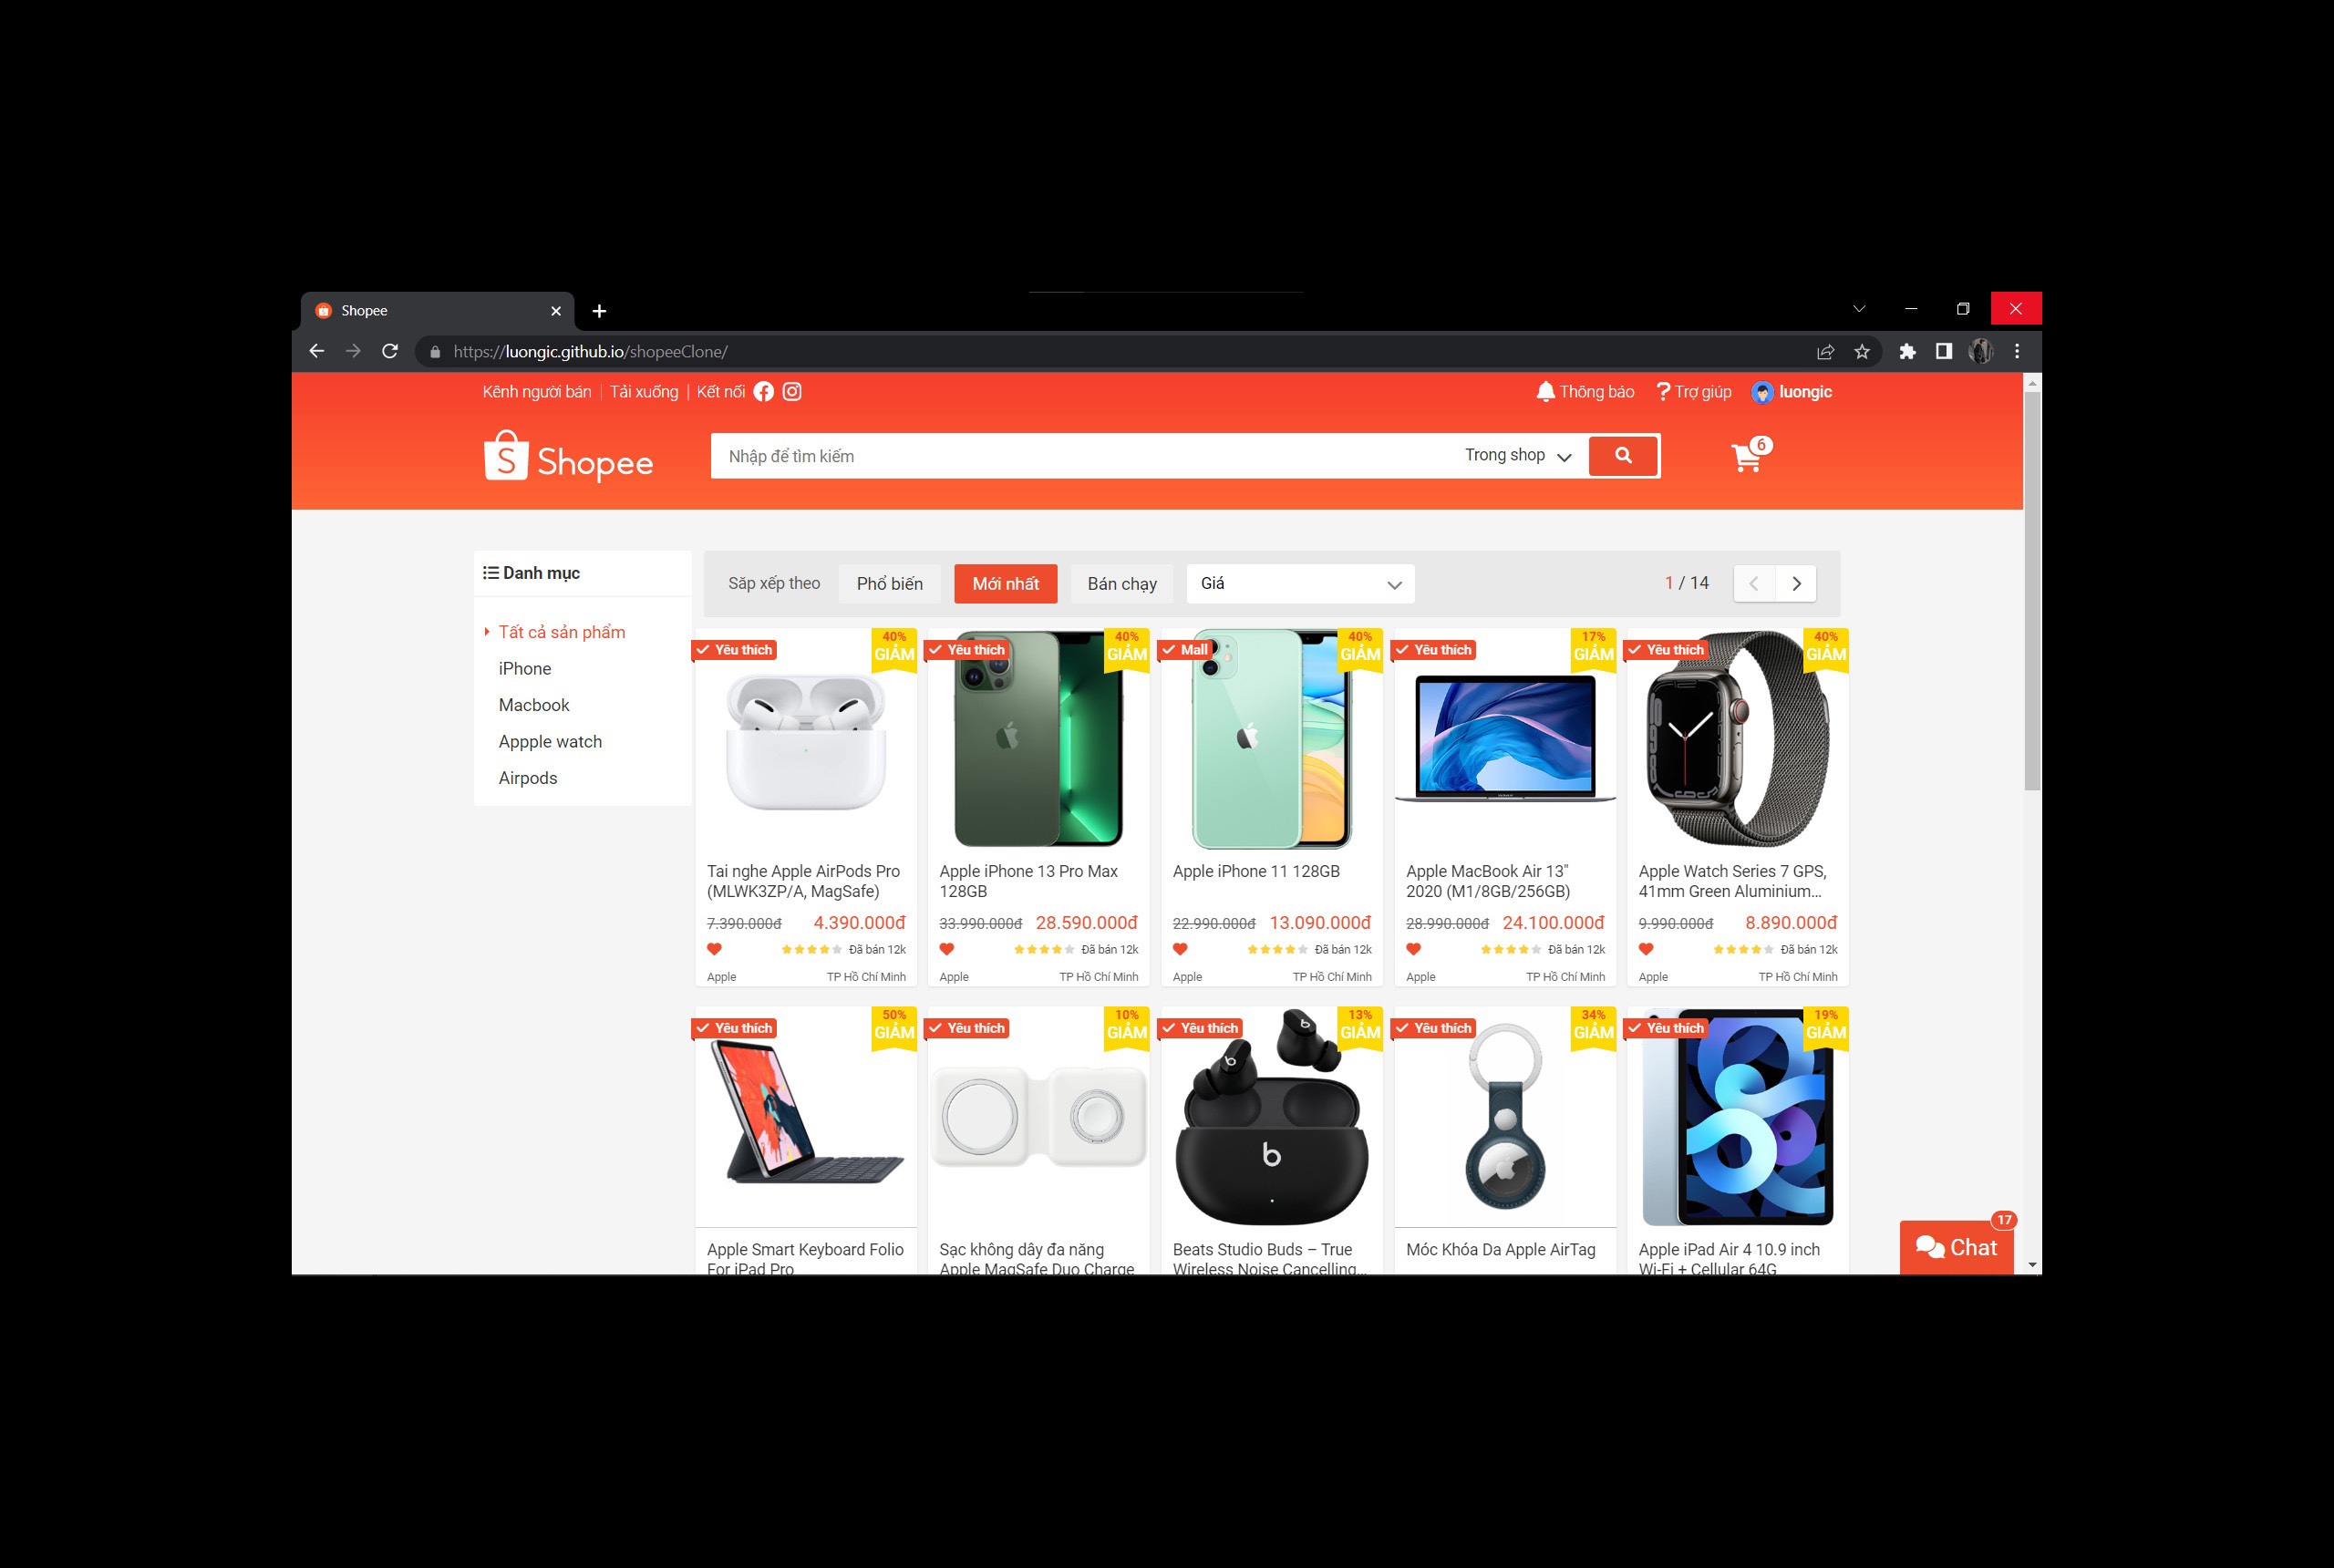 Shopee
https://luongic.github.io/shopeeClone/
Kênh người bán | Tải xuống | Kết nối
Thông báo ? Trợ giúp luongic
S Shopee
Nhập để tìm kiếm Trong shop
6
Danh mục
Tất cả sản phẩm
iPhone
Macbook
Appple watch
Airpods
Săp xếp theo Phổ biến Mới nhất Bán chạy Giá 1 / 14
Yêu thích 40% GIẢM
Tai nghe Apple AirPods Pro
(MLWK3ZP/A, MagSafe)
7.390.000đ 4.390.000đ
Đã bán 12k
Apple TP Hồ Chí Minh
Yêu thích 40% GIẢM
Apple iPhone 13 Pro Max
128GB
33.990.000đ 28.590.000đ
Đã bán 12k
Apple TP Hồ Chí Minh
Mall 40% GIẢM
Apple iPhone 11 128GB
22.990.000đ 13.090.000đ
Đã bán 12k
Apple TP Hồ Chí Minh
Yêu thích 17% GIẢM
Apple MacBook Air 13"
2020 (M1/8GB/256GB)
28.990.000đ 24.100.000đ
Đã bán 12k
Apple TP Hồ Chí Minh
Yêu thích 40% GIẢM
Apple Watch Series 7 GPS,
41mm Green Aluminium...
9.990.000đ 8.890.000đ
Đã bán 12k
Apple TP Hồ Chí Minh
Yêu thích 50% GIẢM
Apple Smart Keyboard Folio
For iPad Pro
Yêu thích 10% GIẢM
Sạc không dây đa năng
Apple MagSafe Duo Charge
Yêu thích 13% GIẢM
Beats Studio Buds – True
Wireless Noise Cancelling...
Yêu thích 34% GIẢM
Móc Khóa Da Apple AirTag
Yêu thích 19% GIẢM
Apple iPad Air 4 10.9 inch
Wi-Fi + Cellular 64G
17
Chat